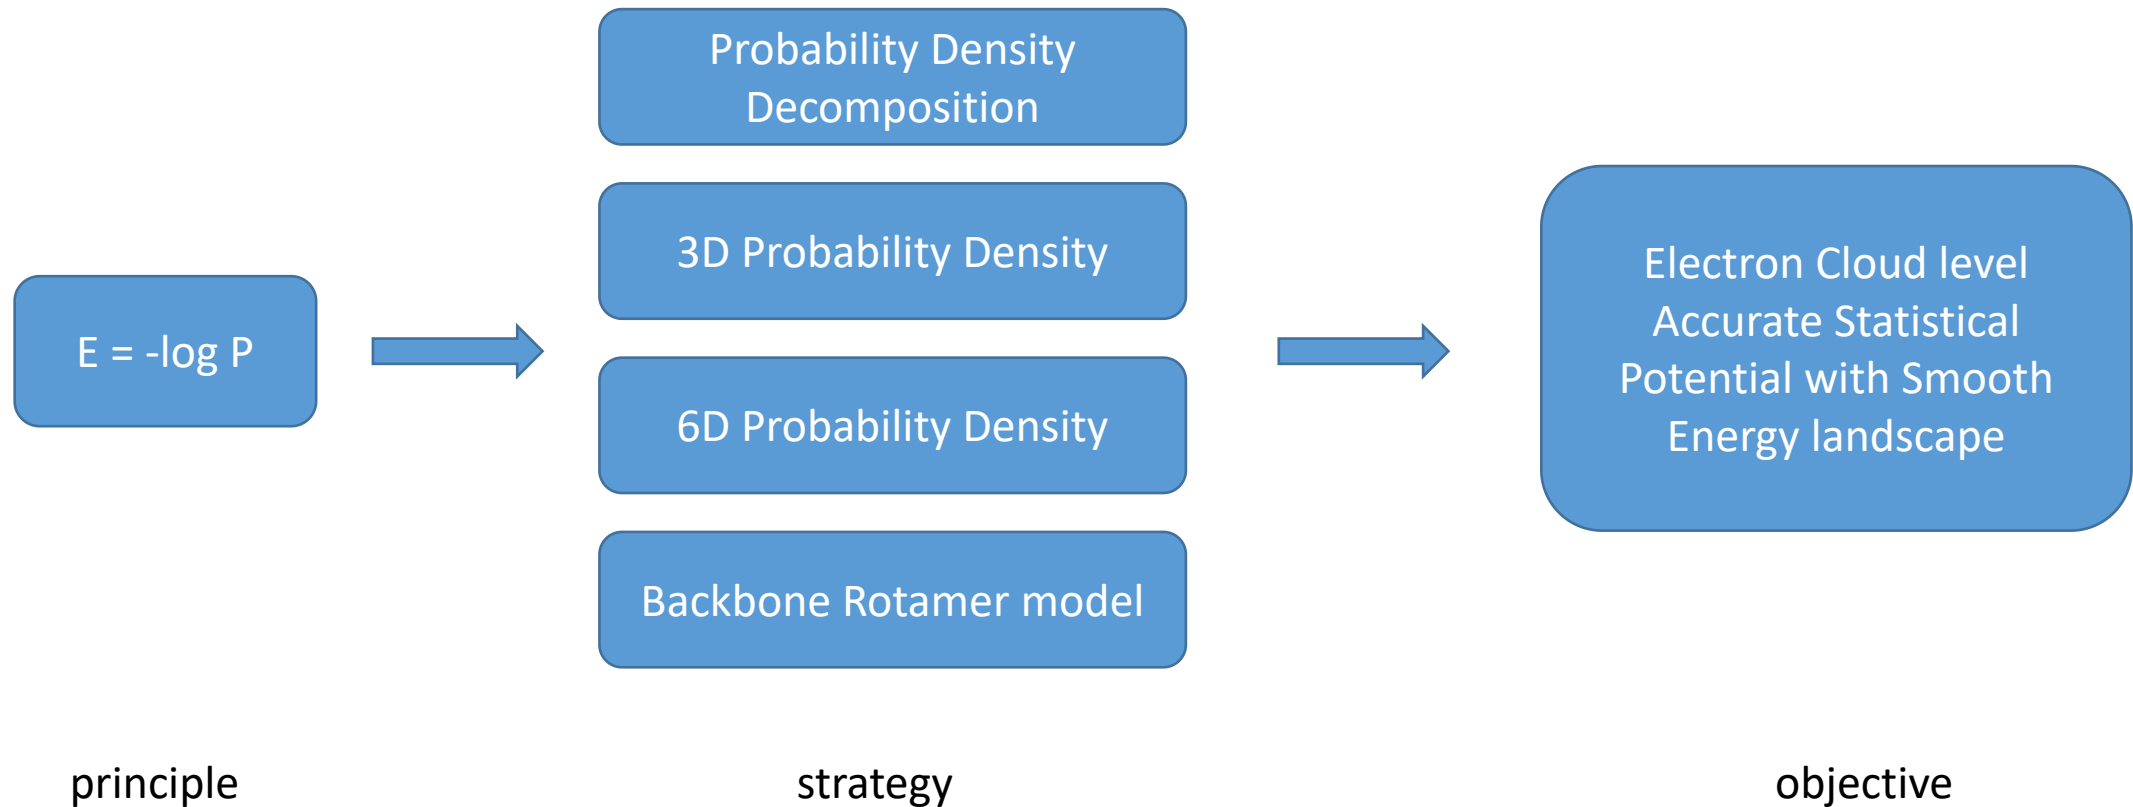 E = -log P
Probability Density
Decomposition
3D Probability Density
6D Probability Density
Backbone Rotamer model
Electron Cloud level
Accurate Statistical
Potential with Smooth
Energy landscape
principle
strategy
objective